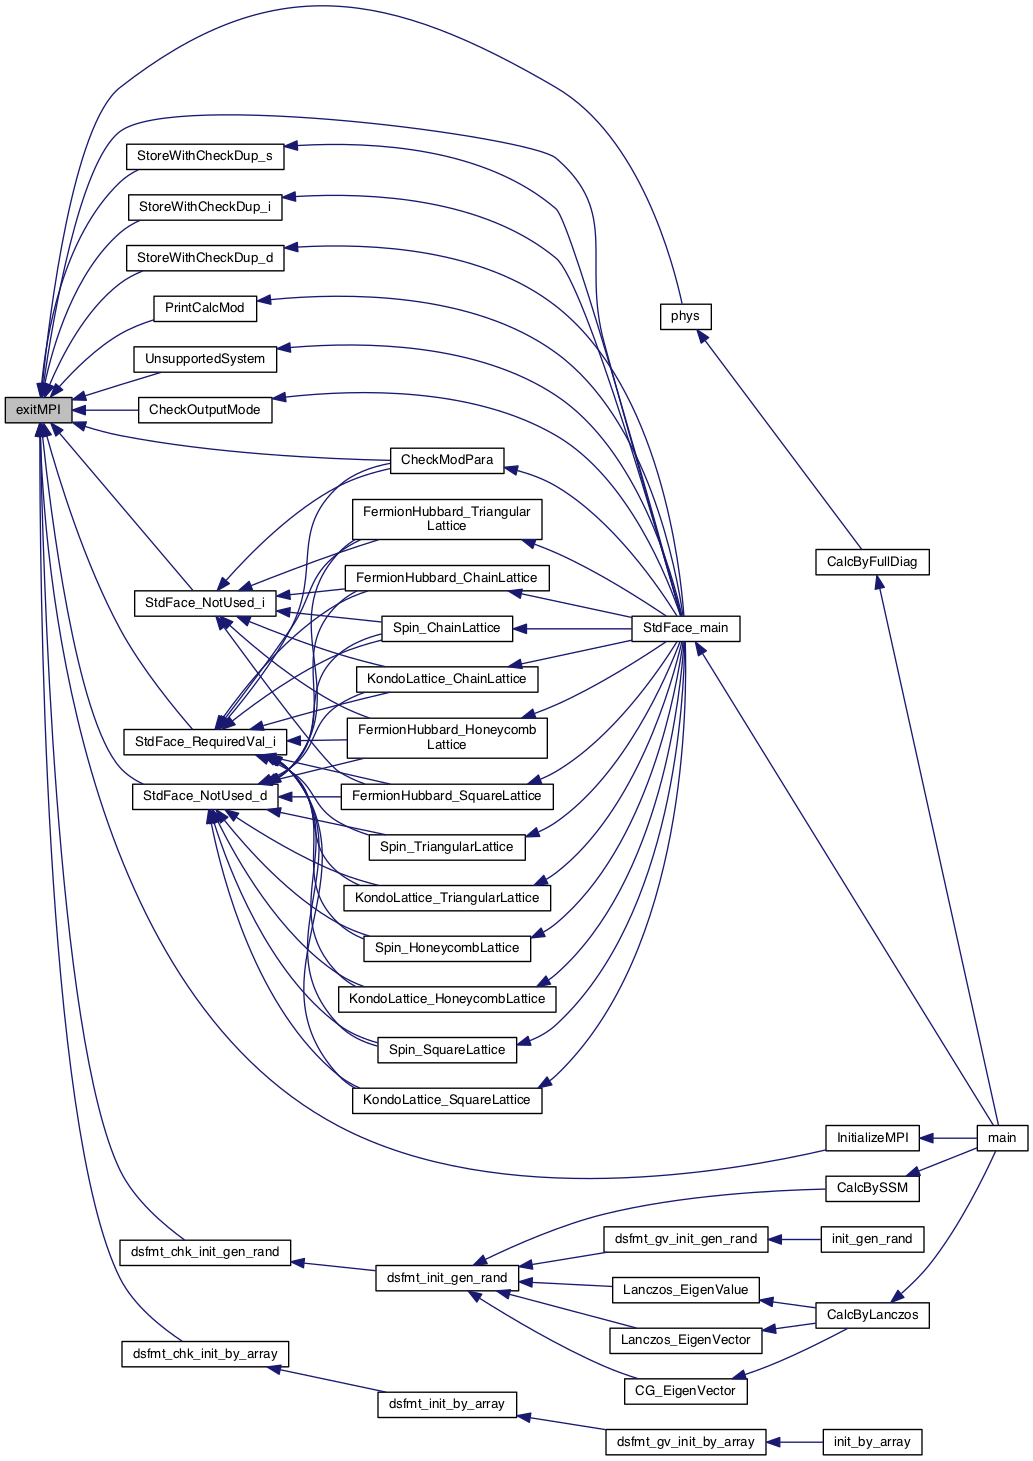 StoreWithCheckDup_s
StoreWithCheckDup_i
StoreWithCheckDup_d
PrintCalcMod
phys
UnsupportedSystem
exitMPI
CheckOutputMode
CheckModPara
FermionHubbard_Triangular
Lattice
CalcByFullDiag
FermionHubbard_ChainLattice
StdFace_NotUsed_i
Spin_ChainLattice
StdFace_main
KondoLattice_ChainLattice
FermionHubbard_Honeycomb
Lattice
StdFace_RequiredVal_i
StdFace_NotUsed_d
FermionHubbard_SquareLattice
Spin_TriangularLattice
KondoLattice_TriangularLattice
Spin_HoneycombLattice
KondoLattice_HoneycombLattice
Spin_SquareLattice
KondoLattice_SquareLattice
InitializeMPI
main
CalcBySSM
dsfmt_chk_init_gen_rand
dsfmt_gv_init_gen_rand
init_gen_rand
dsfmt_init_gen_rand
Lanczos_EigenValue
CalcByLanczos
Lanczos_EigenVector
dsfmt_chk_init_by_array
CG_EigenVector
dsfmt_init_by_array
dsfmt_gv_init_by_array
init_by_array